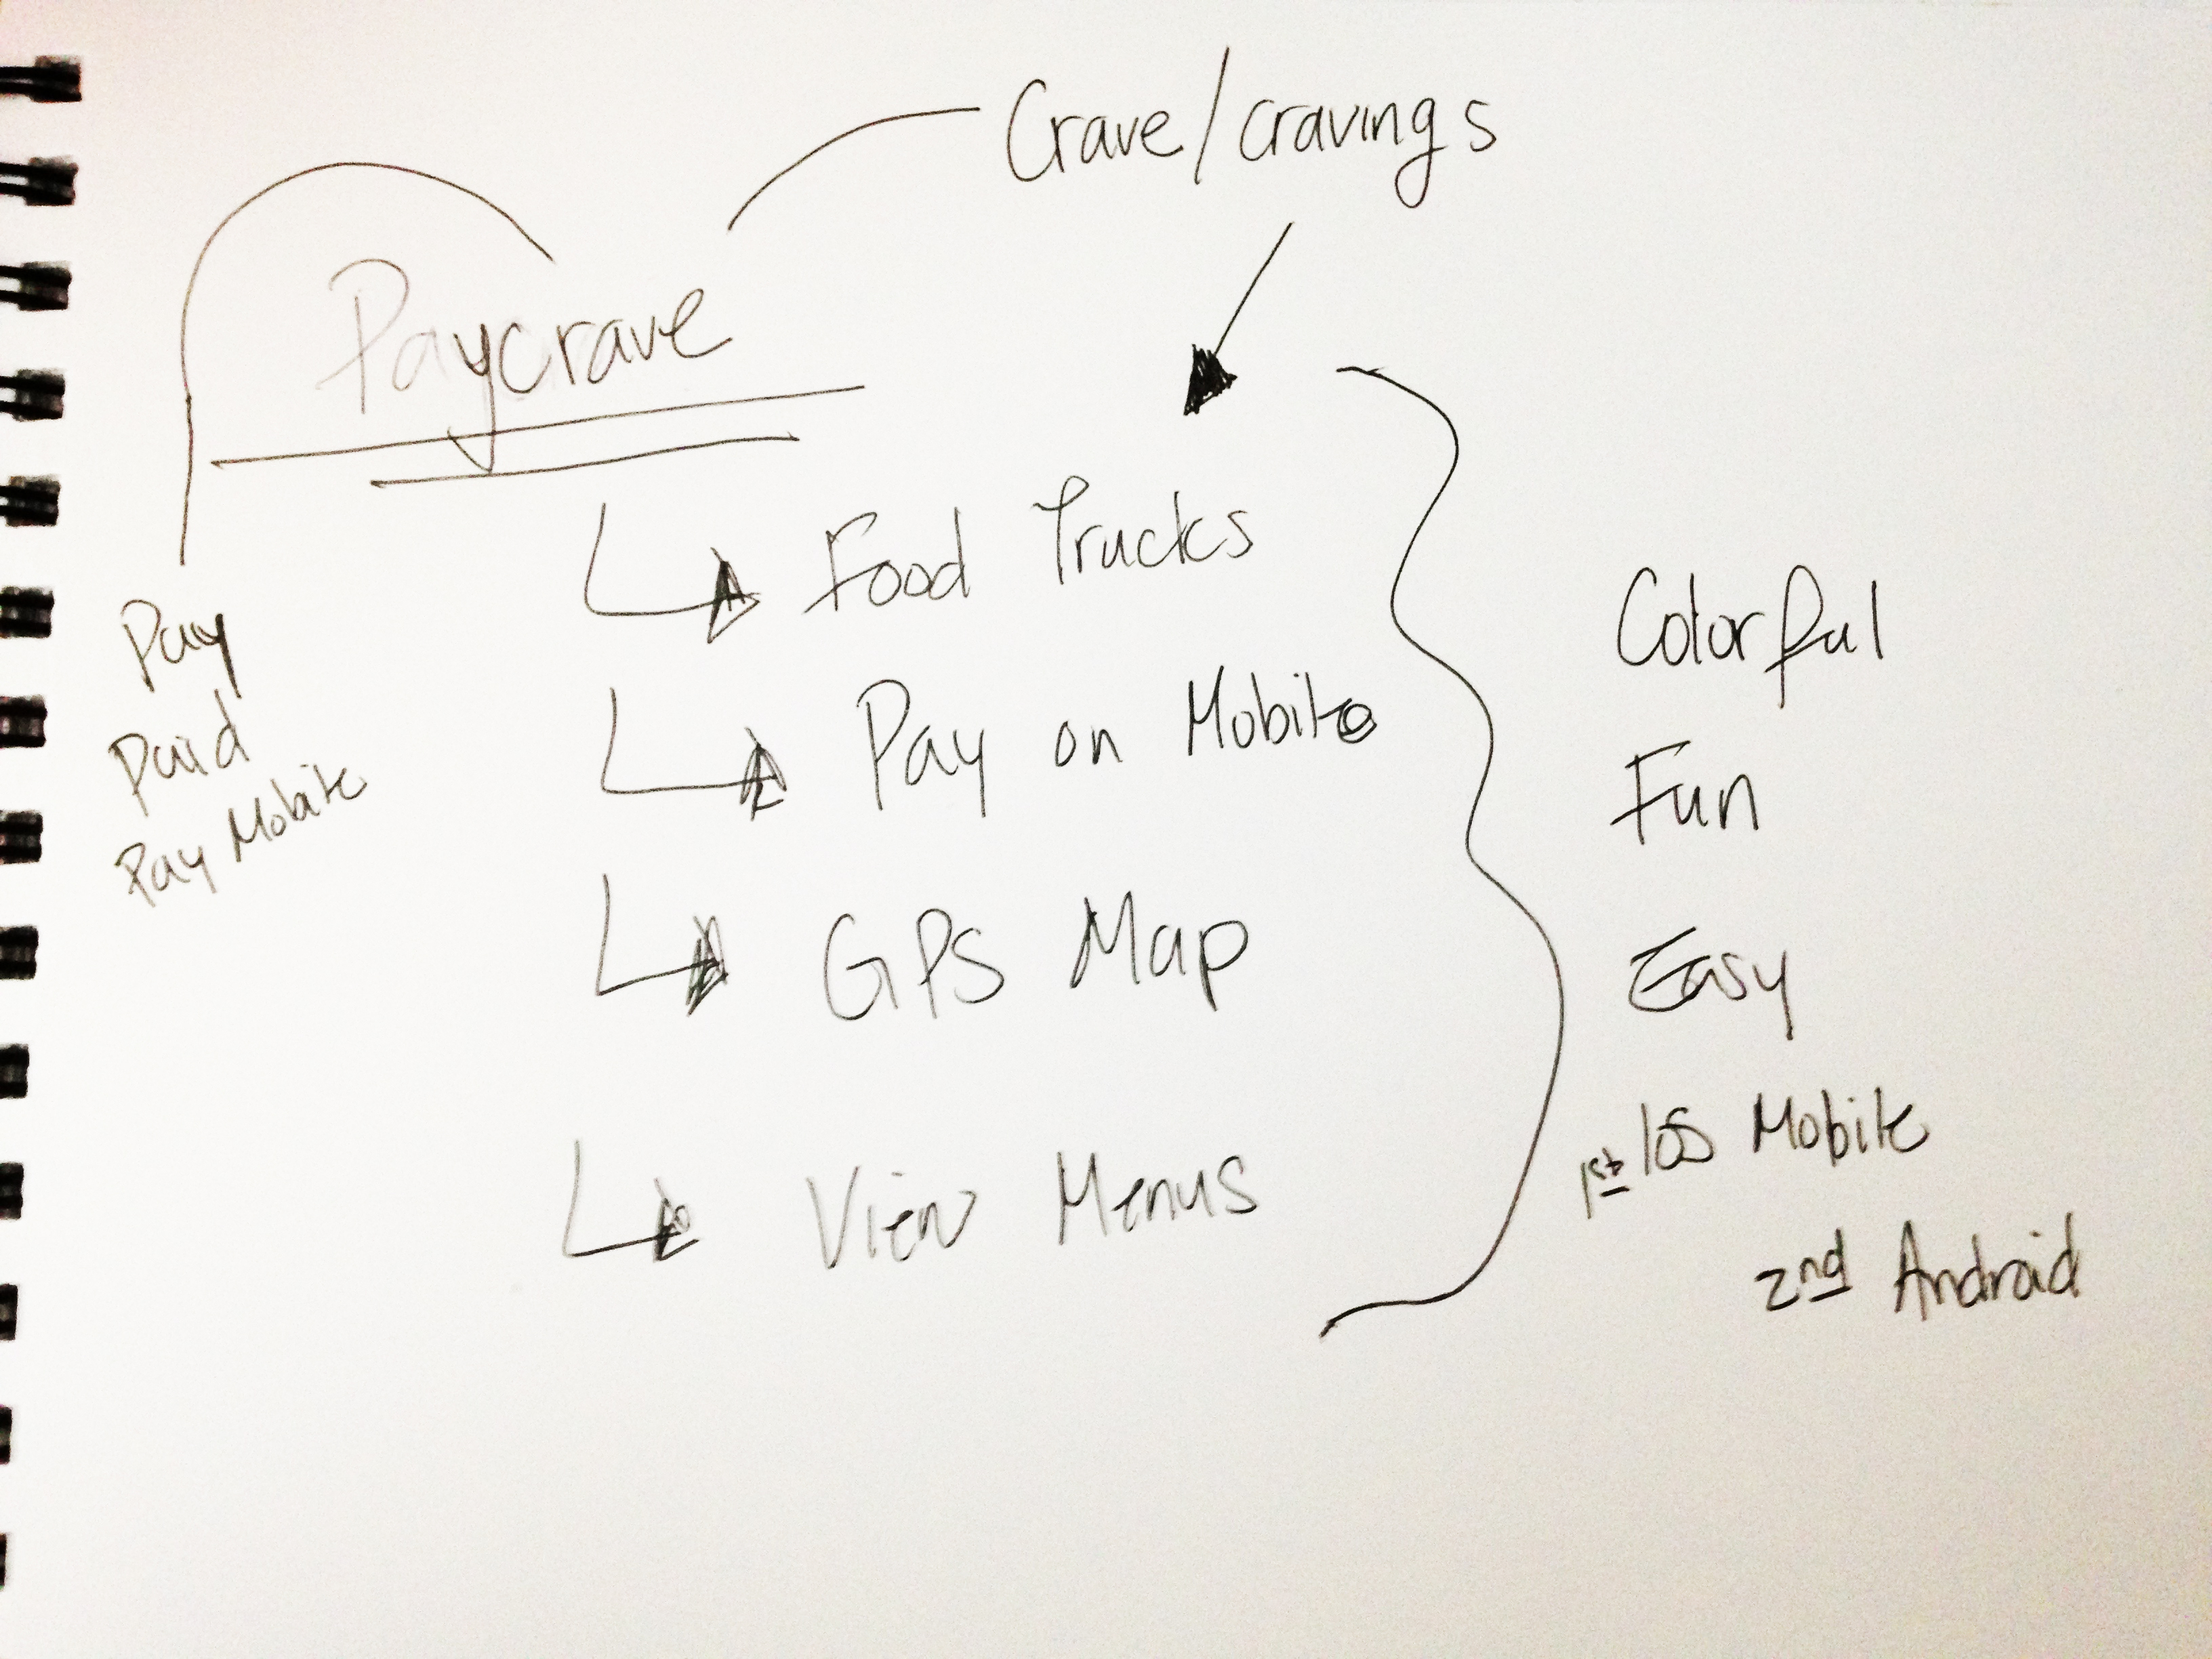 Crave/cravings
Paycrave
Pay
Paid
Pay Mobile
Food Trucks
Pay on Mobile
GPS Map
View Menus
Colorful
Fun
Easy
1st IOS Mobile
2nd Android